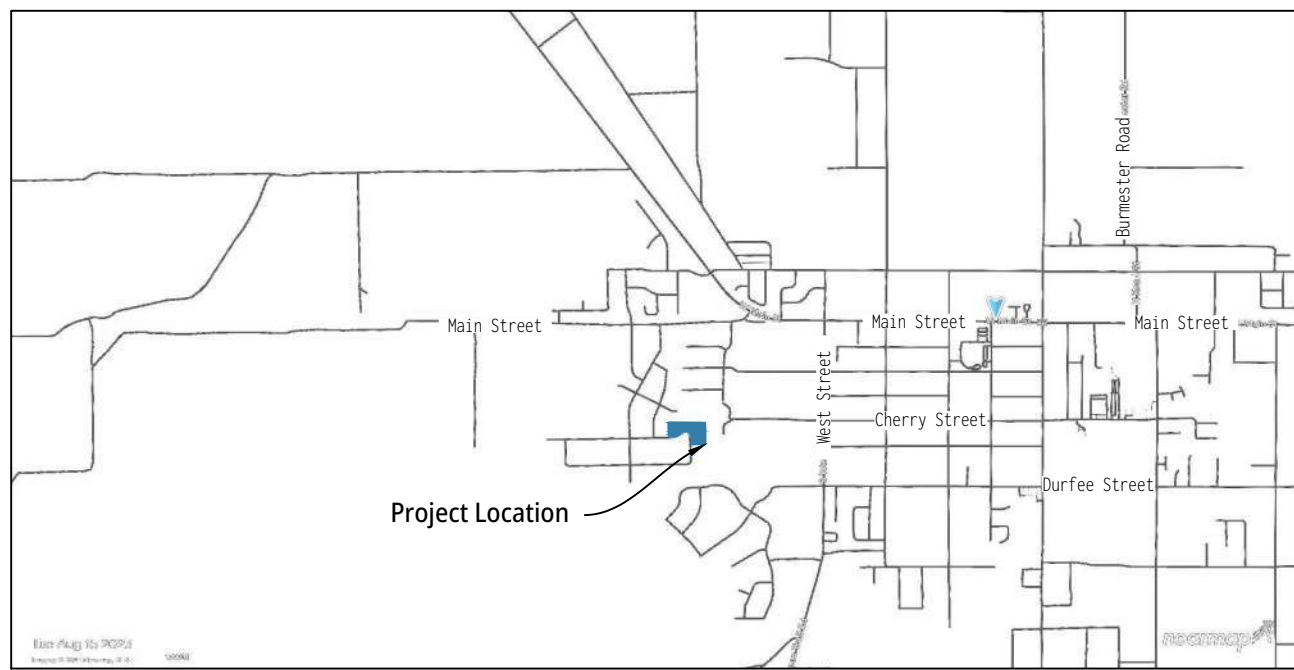 Burmester Road
Main Street
Main Street
Main Street
West Street
Cherry Street
Durfee Street
Project Location
nearmap